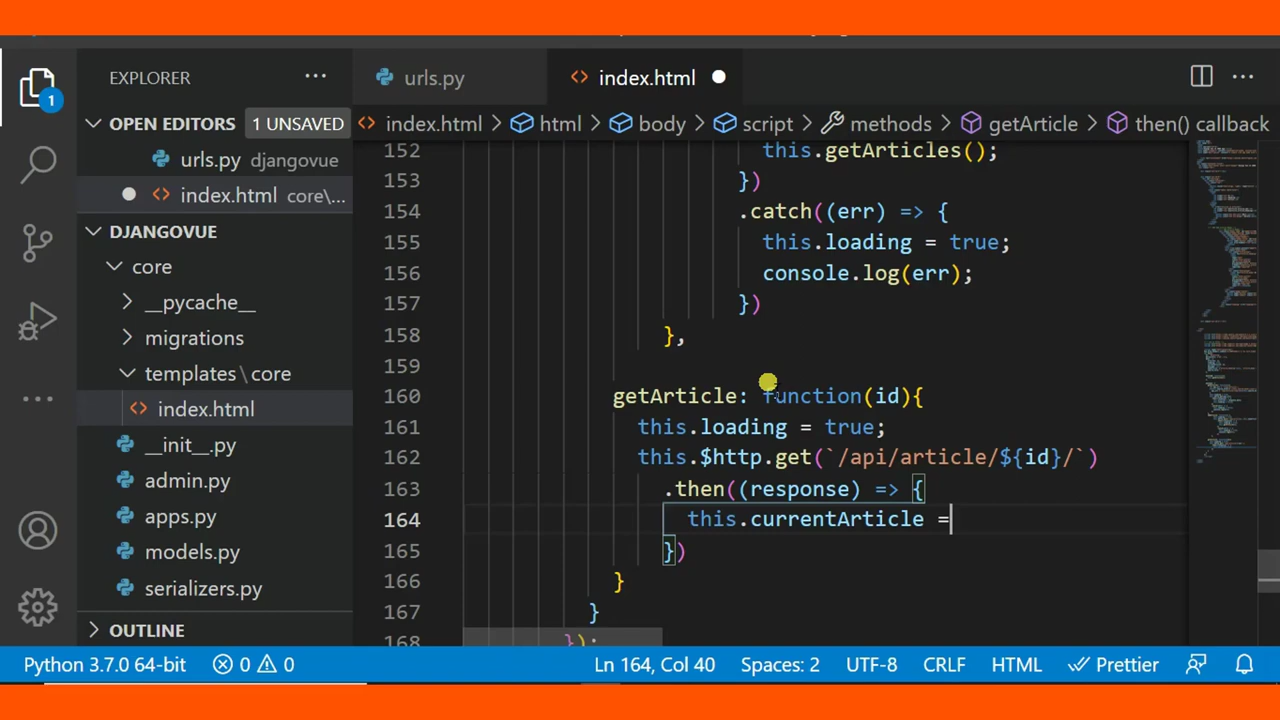 EXPLORER
···
OPEN EDITORS 1 UNSAVED
urls.py djangovue
index.html core\...
DJANGOVUE
core
__pycache__
migrations
templates\core
index.html
__init__.py
admin.py
apps.py
models.py
serializers.py
OUTLINE
1
urls.py
index.html
···
index.html > html > body > script > methods > getArticle > then() callback
152 this.getArticles();
153 })
154 .catch((err) => {
155 this.loading = true;
156 console.log(err);
157 })
158 },
159
160 getArticle: function(id){
161 this.loading = true;
162 this.$http.get(`/api/article/${id}/`)
163 .then((response) => {
164 this.currentArticle =
165 })
166 }
167 }
168 });
Python 3.7.0 64-bit 0 0 Ln 164, Col 40 Spaces: 2 UTF-8 CRLF HTML Prettier